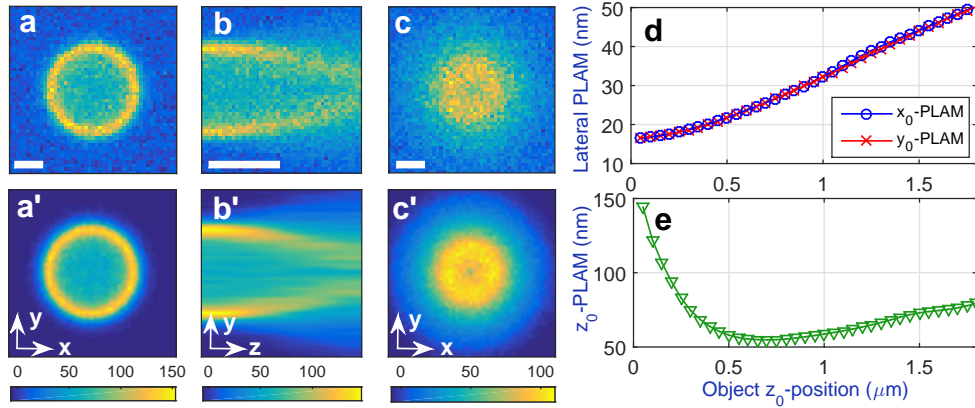 a
b
c
a'
b'
c'
y
x
y
z
y
x
0 50 100 150
0 50 100
0 50 100
d
Lateral PLAM (nm)
50
40
30
20
10
0.5 1 1.5
x₀-PLAM
y₀-PLAM
e
z₀-PLAM (nm)
150
100
50
0 0.5 1 1.5
Object z₀-position (μm)